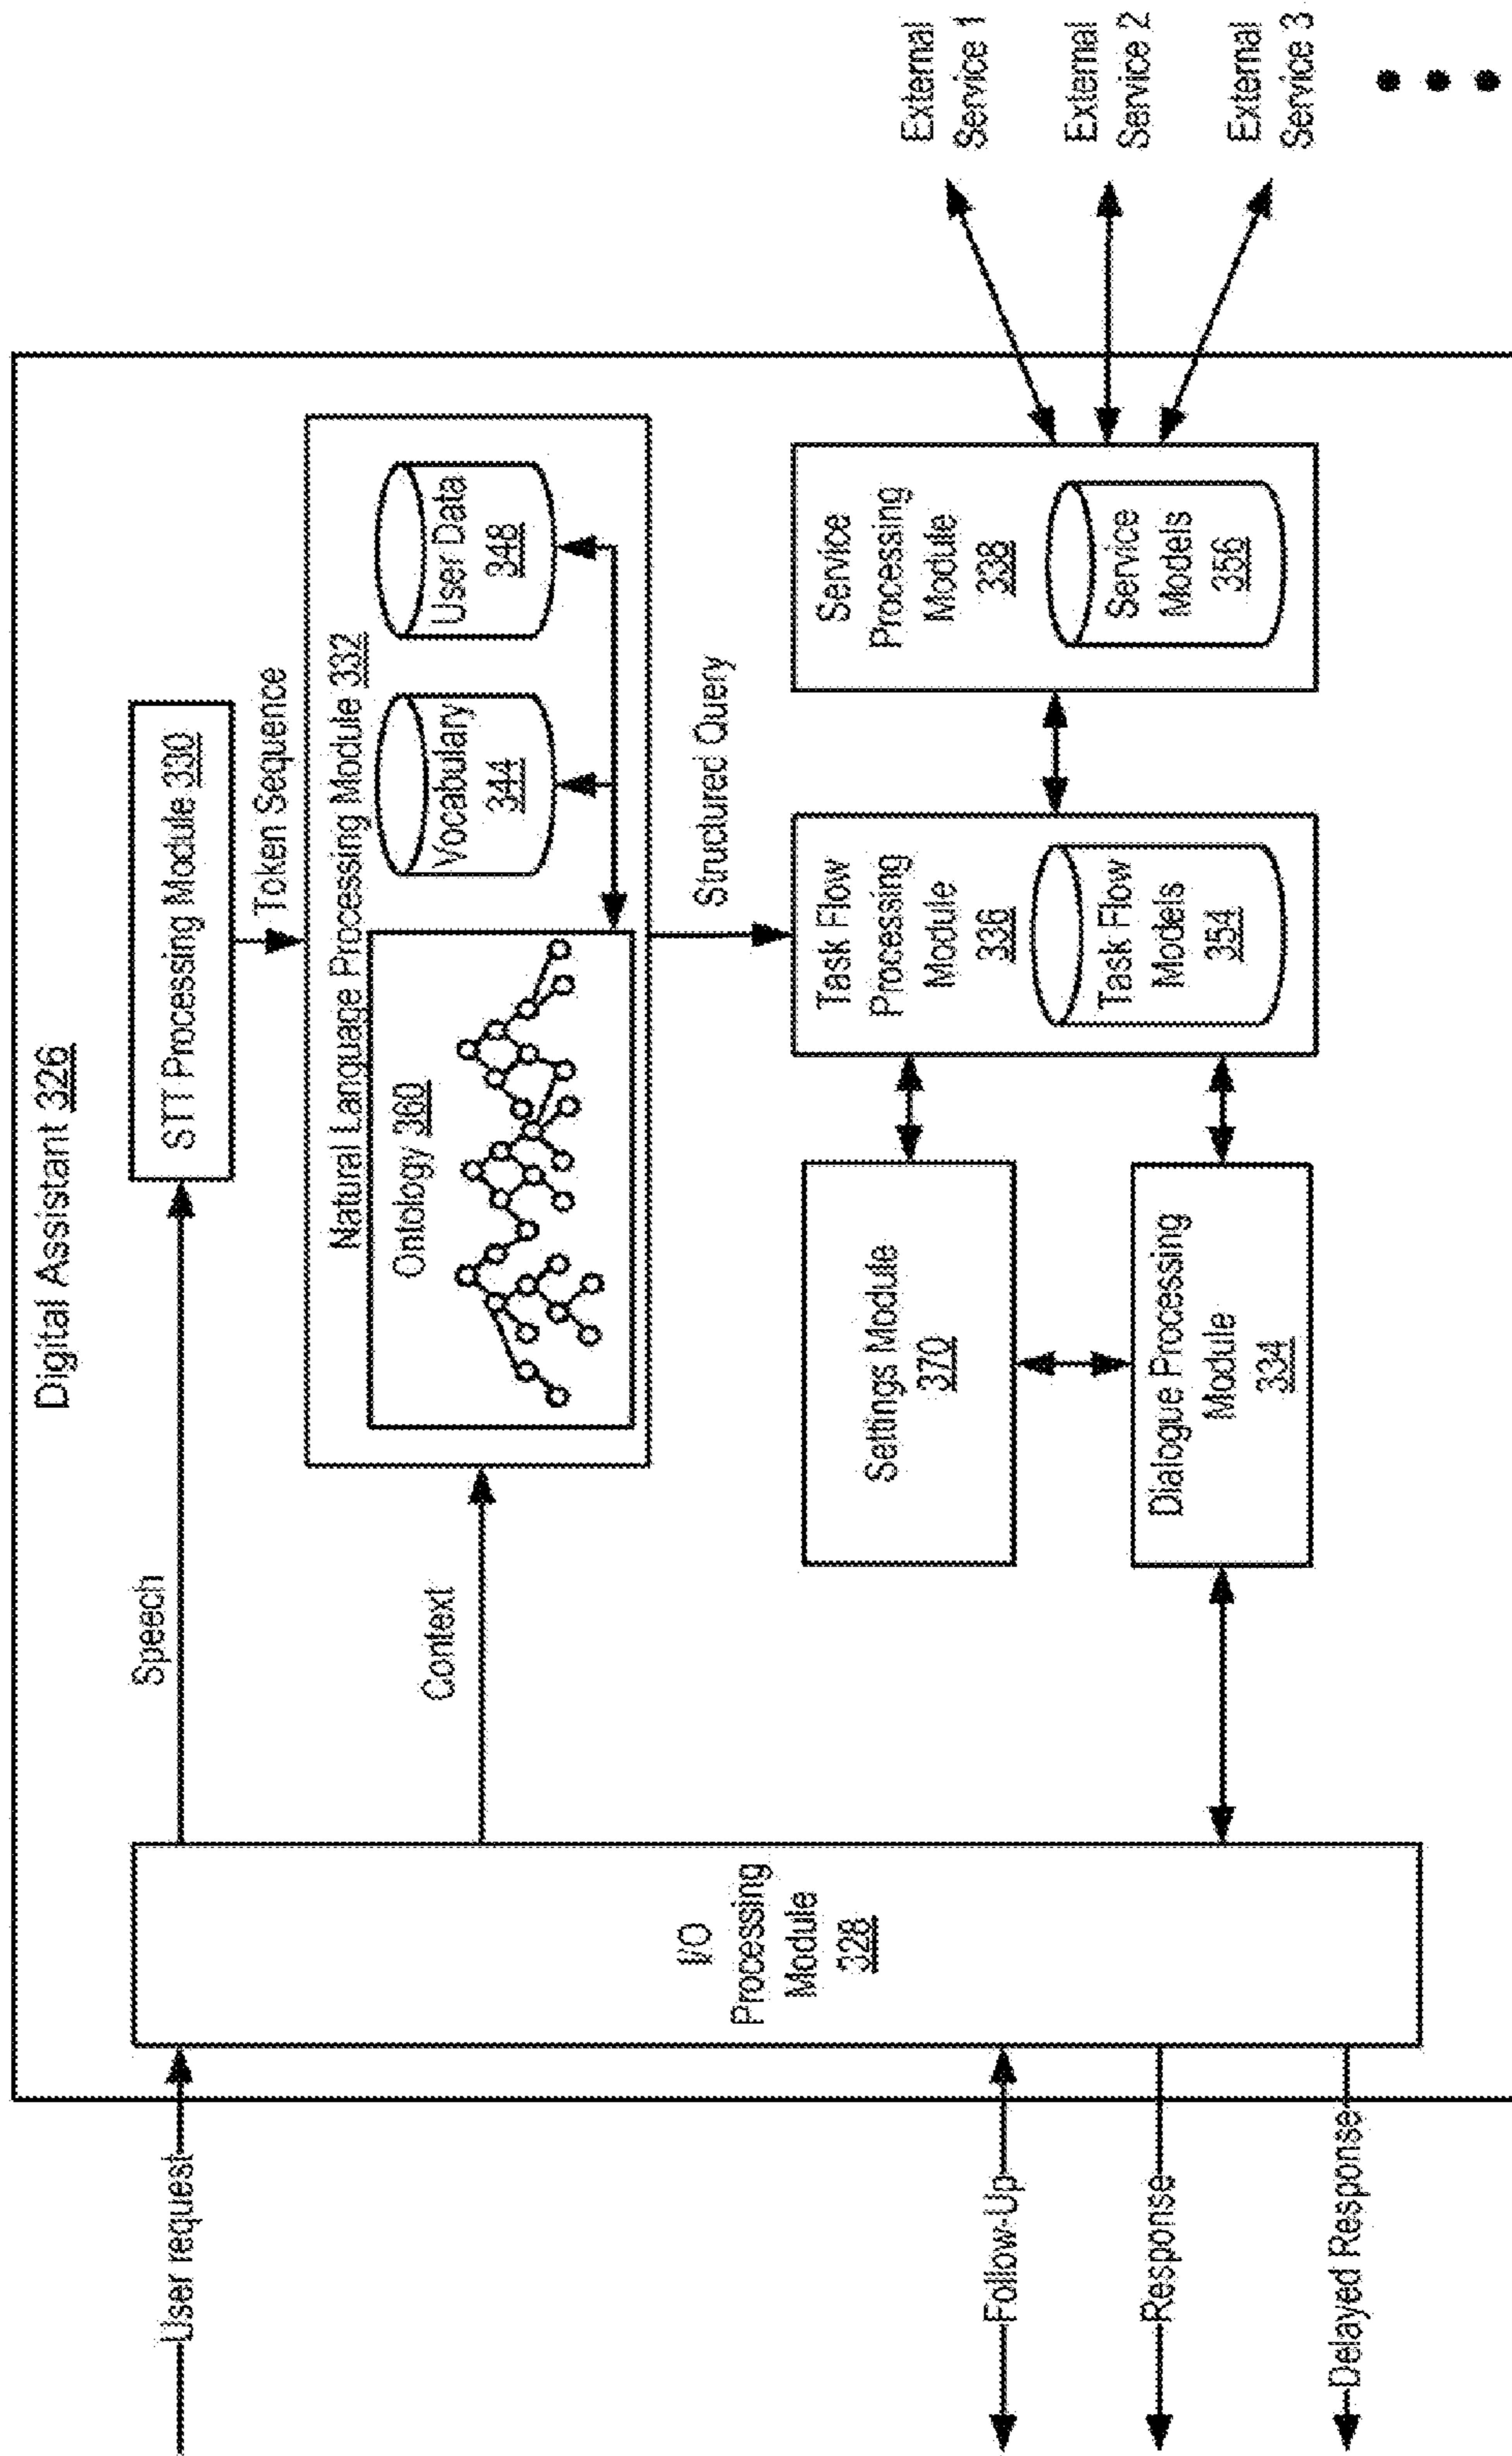 Digital Assistant 326
User request
Follow-Up
Response
Delayed Response
I/O
Processing
Module
328
Speech
Context
STT Processing Module 330
Token Sequence
Natural Language Processing Module 332
Ontology 360
Vocabulary
344
User Data
348
Structured Query
Settings Module
370
Dialogue Processing
Module
334
Task Flow
Processing
Module
336
Task Flow
Models
354
Service
Processing
Module
338
Service
Models
356
External
Service 1
External
Service 2
External
Service 3